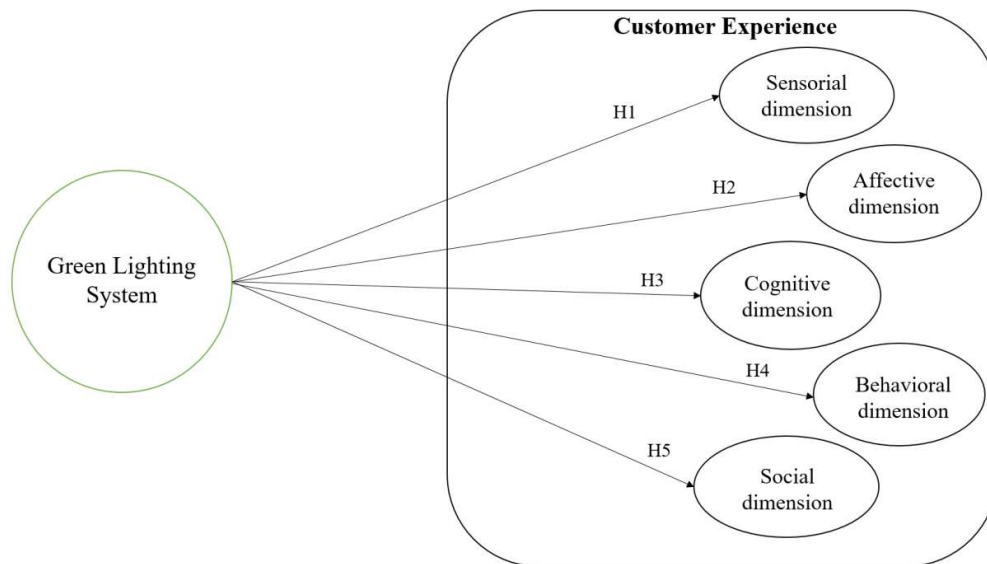 Customer Experience
Sensorial
dimension
H1
Affective
dimension
H2
Green Lighting
System
H3
Cognitive
dimension
H4
Behavioral
dimension
H5
Social
dimension